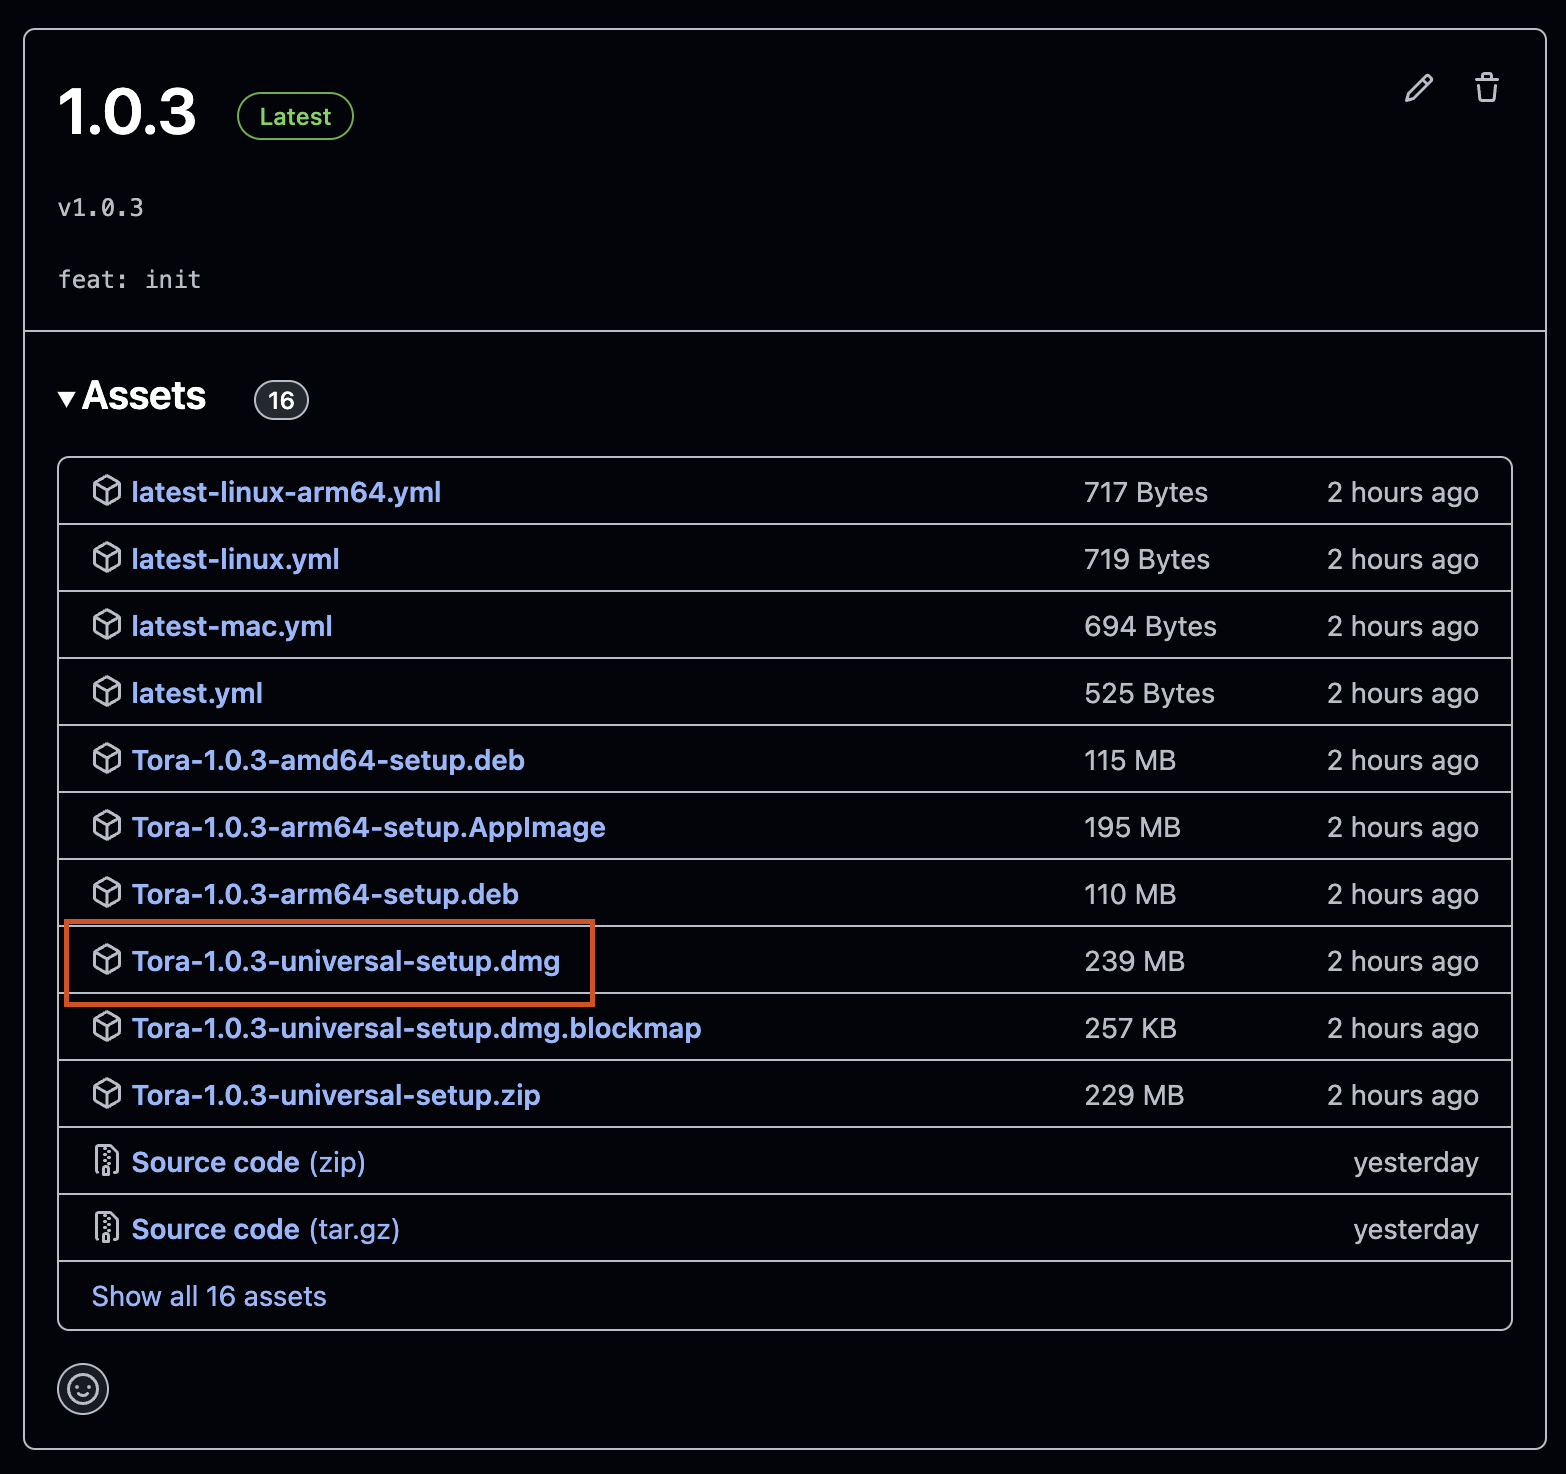 1.0.3 Latest
v1.0.3
feat: init
Assets 16
latest-linux-arm64.yml 717 Bytes 2 hours ago
latest-linux.yml 719 Bytes 2 hours ago
latest-mac.yml 694 Bytes 2 hours ago
latest.yml 525 Bytes 2 hours ago
Tora-1.0.3-amd64-setup.deb 115 MB 2 hours ago
Tora-1.0.3-arm64-setup.AppImage 195 MB 2 hours ago
Tora-1.0.3-arm64-setup.deb 110 MB 2 hours ago
Tora-1.0.3-universal-setup.dmg 239 MB 2 hours ago
Tora-1.0.3-universal-setup.dmg.blockmap 257 KB 2 hours ago
Tora-1.0.3-universal-setup.zip 229 MB 2 hours ago
Source code (zip) yesterday
Source code (tar.gz) yesterday
Show all 16 assets